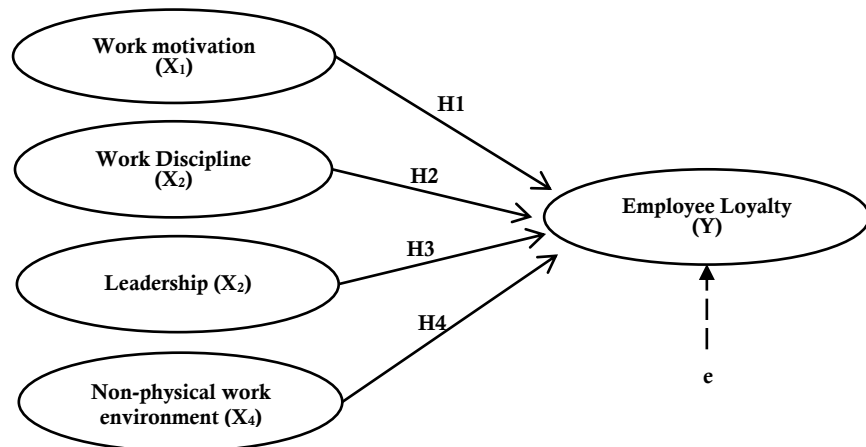 Work motivation
(X₁)
H1
Work Discipline
(X₂)
H2
Employee Loyalty
(Y)
H3
Leadership (X₂)
H4
Non-physical work
environment (X₄)
e